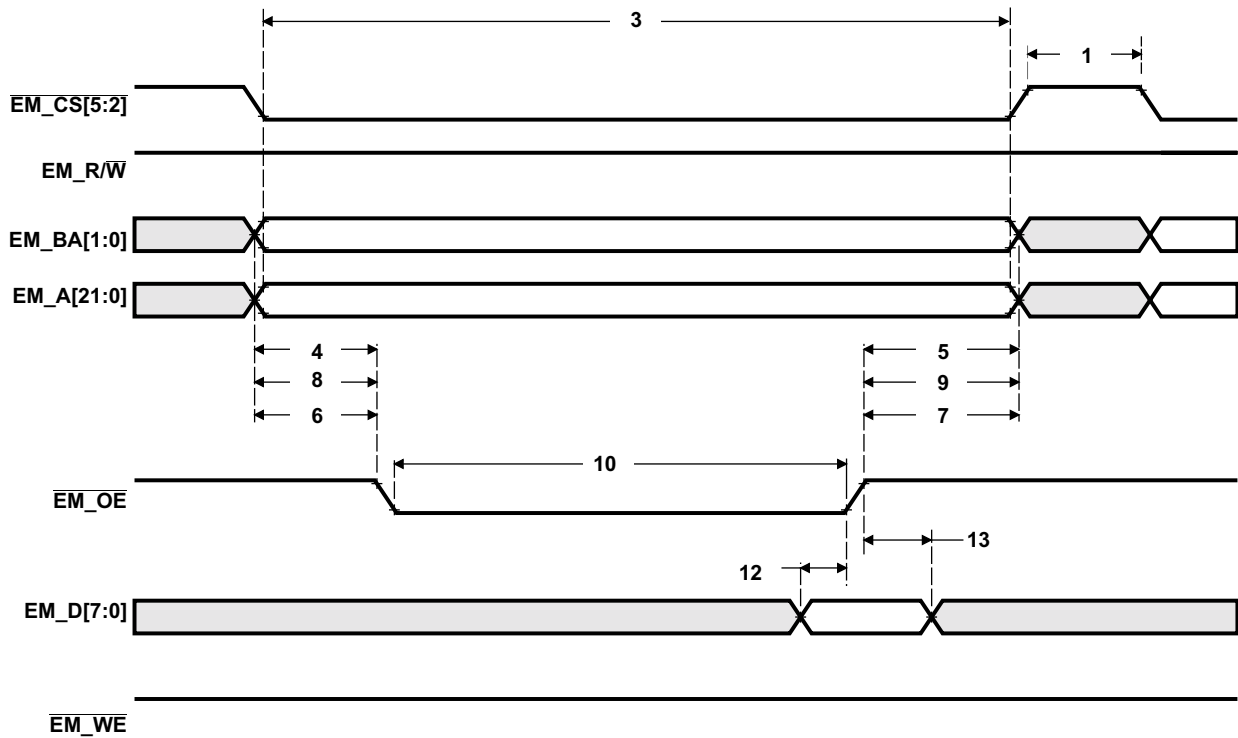 3
1
EM_CS[5:2]
EM_R/W
EM_BA[1:0]
EM_A[21:0]
4 5
8 9
6 7
10
EM_OE
13
12
EM_D[7:0]
EM_WE